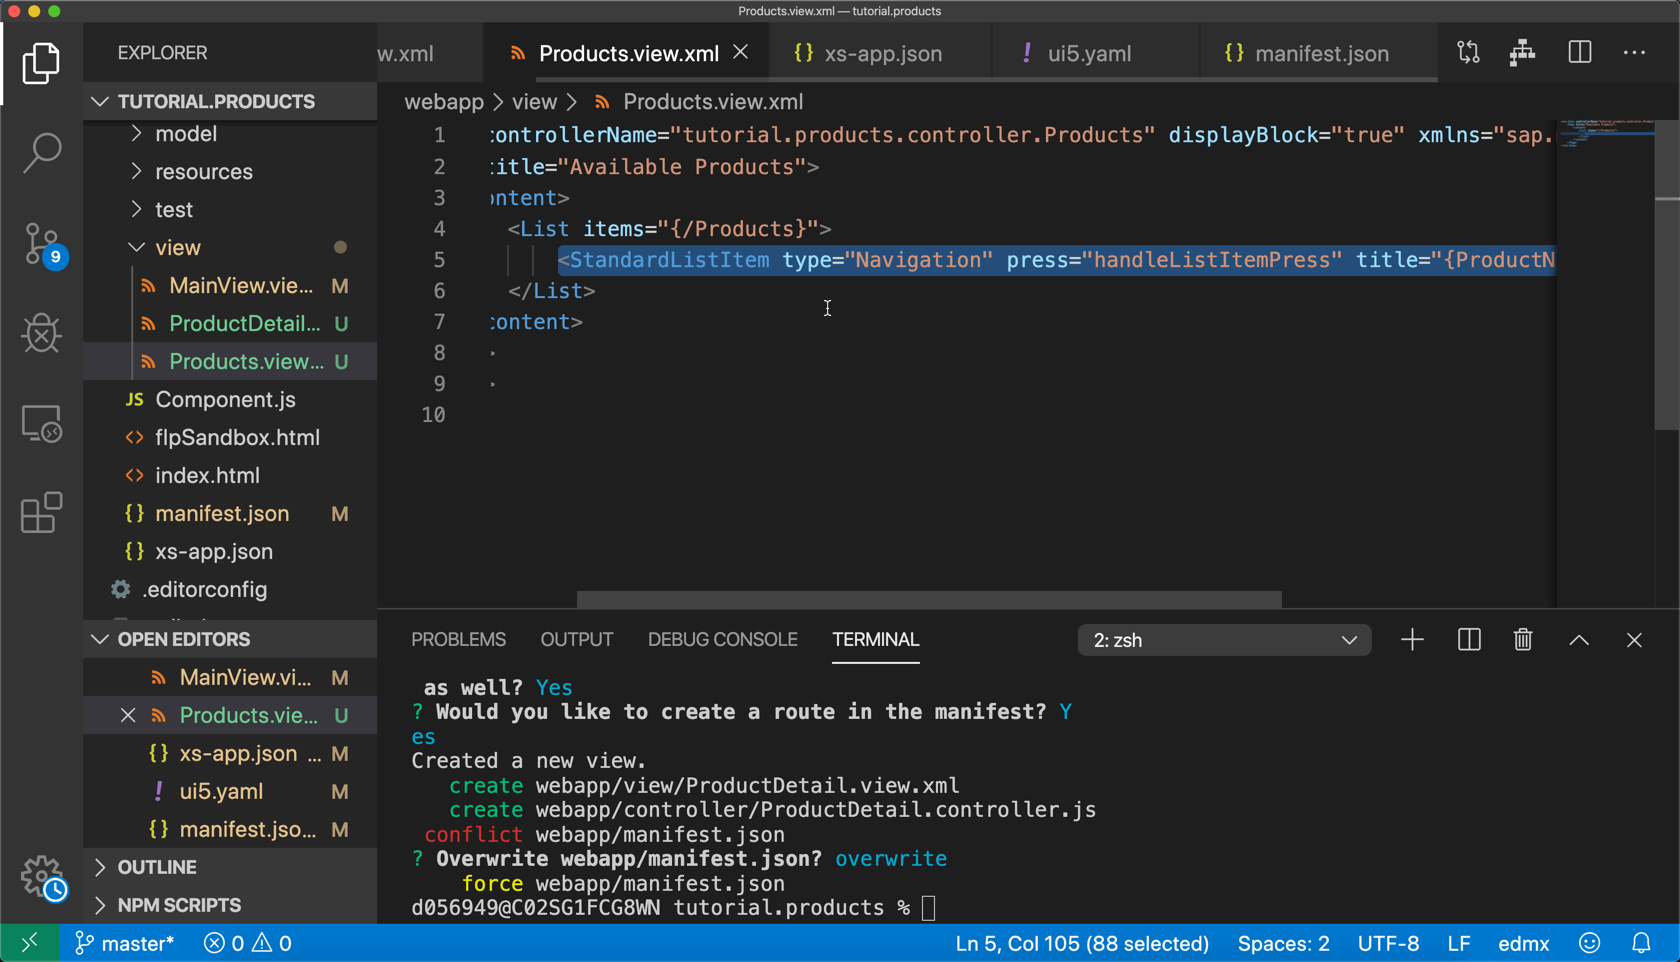 Products.view.xml — tutorial.products
EXPLORER
w.xml
Products.view.xml
{} xs-app.json
! ui5.yaml
{} manifest.json
TUTORIAL.PRODUCTS
webapp > view > Products.view.xml
model
resources
test
view
MainView.vie... M
ProductDetail... U
Products.view... U
JS Component.js
<> flpSandbox.html
<> index.html
{} manifest.json M
{} xs-app.json
.editorconfig
1 :ontrollerName="tutorial.products.controller.Products" displayBlock="true" xmlns="sap.
2 :itle="Available Products">
3 ontent>
4 <List items="{/Products}">
5 <StandardListItem type="Navigation" press="handleListItemPress" title="{ProductN
6 </List>
7 :ontent>
8 >
9 >
10
OPEN EDITORS
MainView.vi... M
Products.vie... U
{} xs-app.json ... M
! ui5.yaml M
{} manifest.jso... M
OUTLINE
NPM SCRIPTS
PROBLEMS OUTPUT DEBUG CONSOLE TERMINAL
2: zsh
as well? Yes
? Would you like to create a route in the manifest? Y
es
Created a new view.
create webapp/view/ProductDetail.view.xml
create webapp/controller/ProductDetail.controller.js
conflict webapp/manifest.json
? Overwrite webapp/manifest.json? overwrite
force webapp/manifest.json
d056949@C02SG1FCG8WN tutorial.products %
9
master* 0 0
Ln 5, Col 105 (88 selected) Spaces: 2 UTF-8 LF edmx